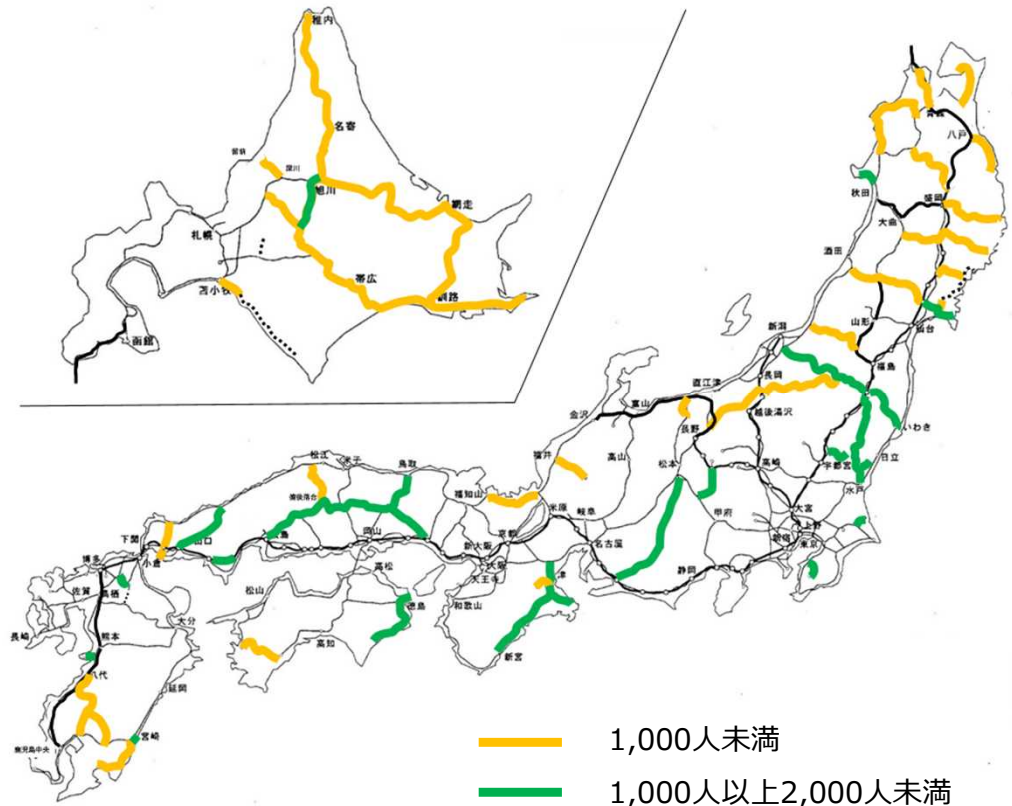 稚内
名寄
留萌
深川
旭川
網走
札幌
帯広
釧路
苫小牧
函館
青森
八戸
秋田
盛岡
大曲
酒田
新潟
山形
仙台
福島
長岡
直江津
富山
金沢
越後湯沢
いわき
長野
福井
高山
松本
高崎
宇都宮
日立
水戸
松江
米子
鳥取
備後落合
福知山
米原
岐阜
甲府
大宮
上野
新宿
東京
下関
山口
広島
岡山
新大阪
京都
名古屋
静岡
小倉
博多
大阪
天王寺
津
高松
佐賀
鳥栖
松山
徳島
和歌山
長崎
大分
高知
熊本
新宮
八代
延岡
宮崎
鹿児島中央
1,000人未満
1,000人以上2,000人未満